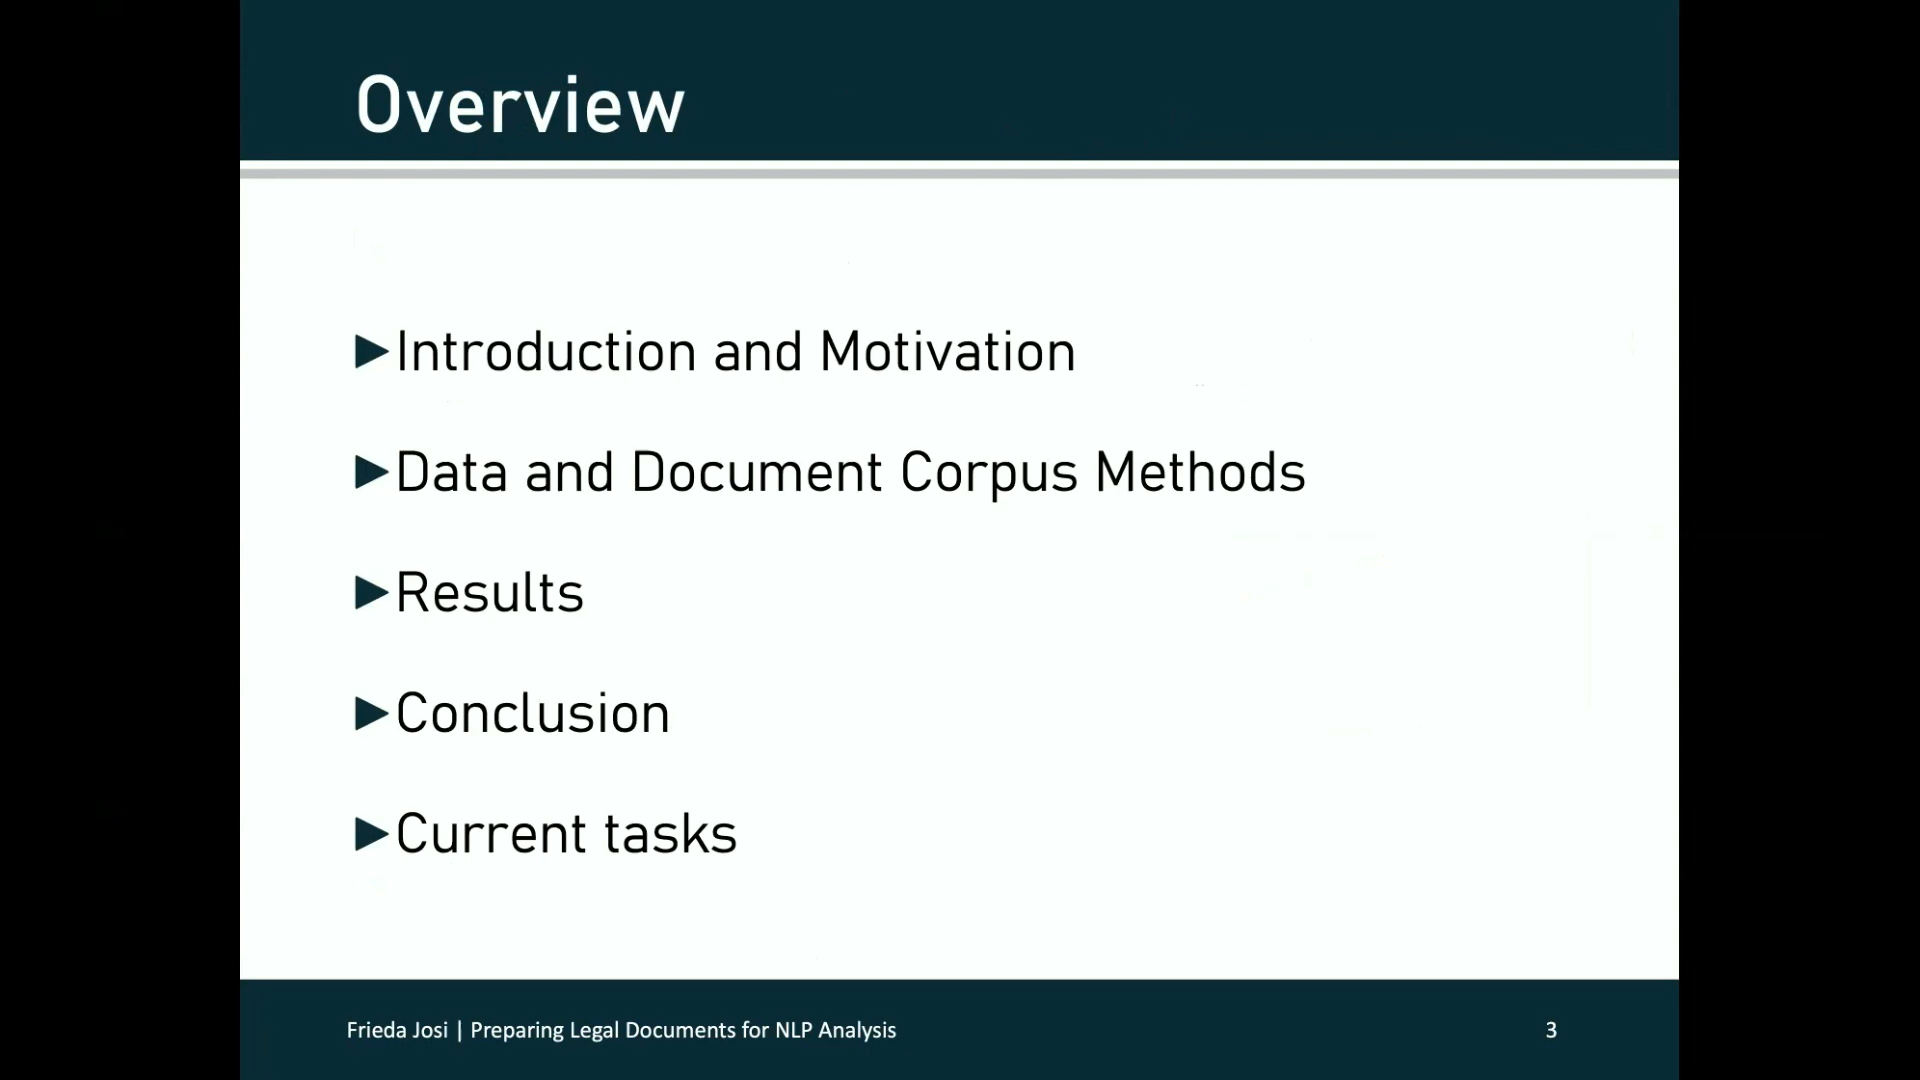 Overview
►Introduction and Motivation
►Data and Document Corpus Methods
►Results
►Conclusion
►Current tasks
Frieda Josi | Preparing Legal Documents for NLP Analysis
3